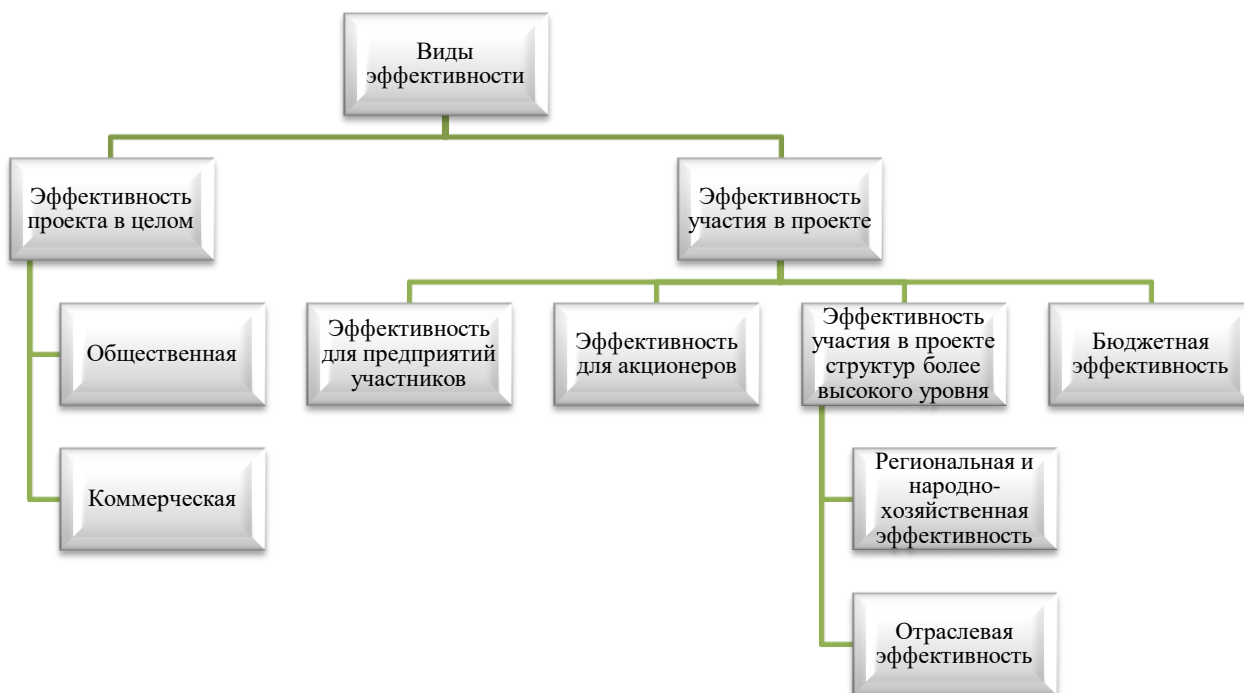 Виды
эффективности
Эффективность
проекта в целом
Эффективность
участия в проекте
Общественная
Коммерческая
Эффективность
для предприятий
участников
Эффективность
для акционеров
Эффективность
участия в проекте
структур более
высокого уровня
Бюджетная
эффективность
Региональная и
народно-
хозяйственная
эффективность
Отраслевая
эффективность